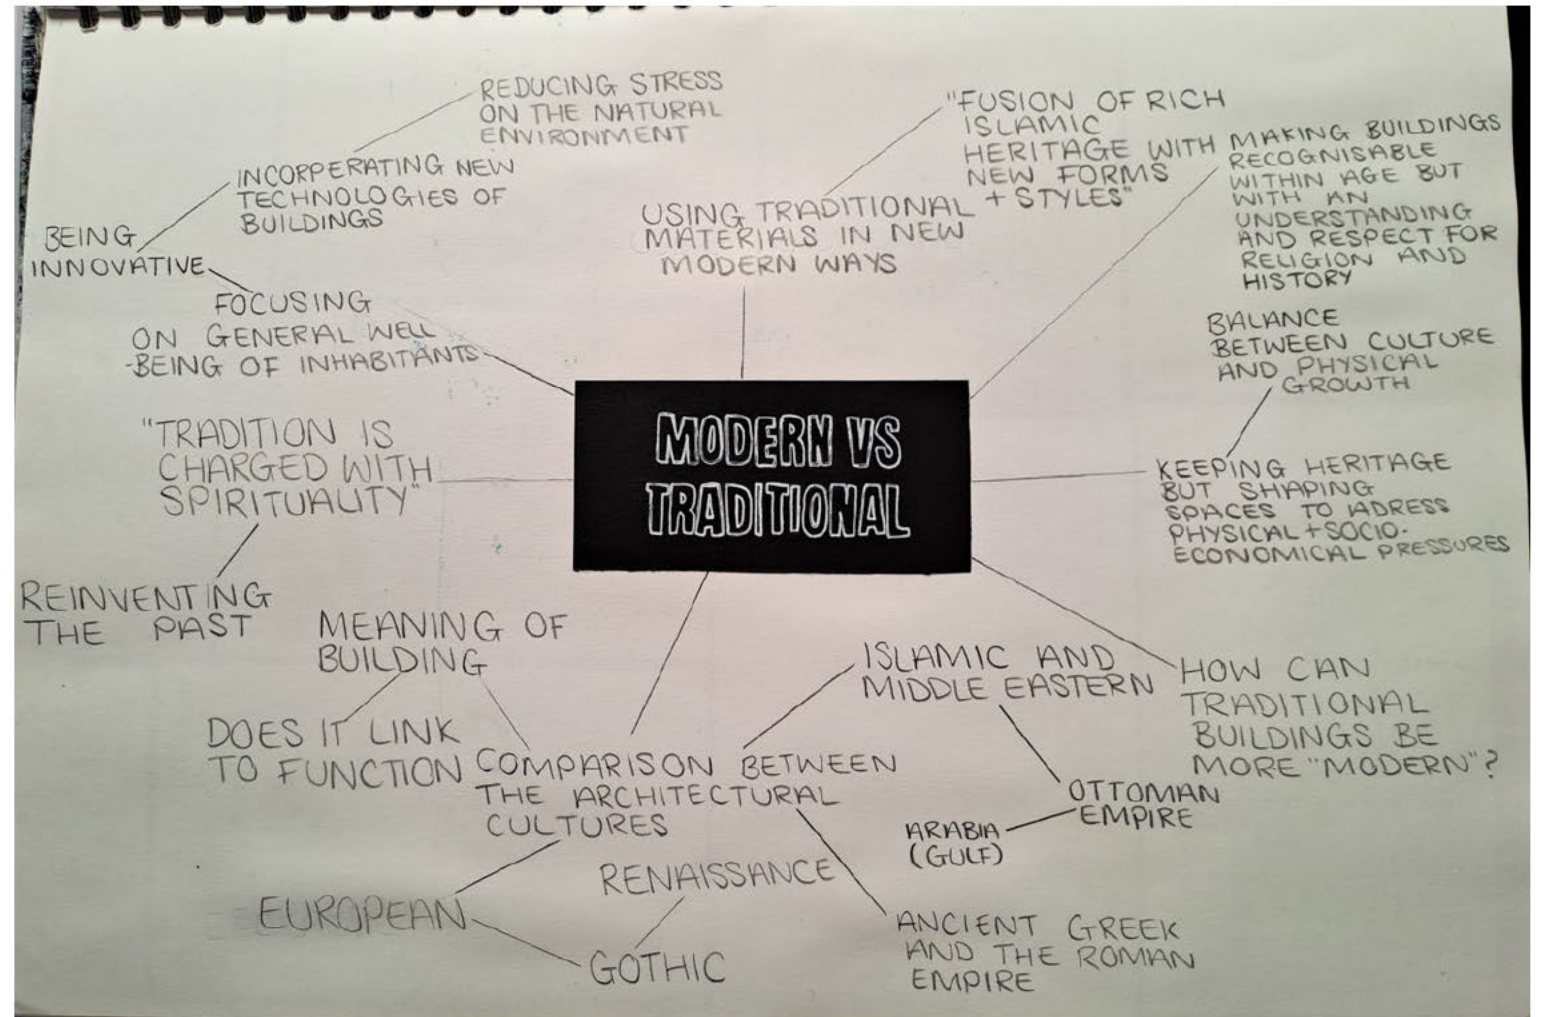 REDUCING STRESS
ON THE NATURAL
ENVIRONMENT
INCORPERATING NEW
TECHNOLOGIES OF
BUILDINGS
BEING
INNOVATIVE
FOCUSING
ON GENERAL WELL
-BEING OF INHABITANTS
"FUSION OF RICH
ISLAMIC
HERITAGE WITH
NEW FORMS
+ STYLES"
USING TRADITIONAL
MATERIALS IN NEW
MODERN WAYS
MAKING BUILDINGS
RECOGNISABLE
WITHIN AGE BUT
WITH AN
UNDERSTANDING
AND RESPECT FOR
RELIGION AND
HISTORY
BALANCE
BETWEEN CULTURE
AND PHYSICAL
GROWTH
KEEPING HERITAGE
BUT SHAPING
SPACES TO ADRESS
PHYSICAL + SOCIO-
ECONOMICAL PRESSURES
MODERN VS
TRADITIONAL
"TRADITION IS
CHARGED WITH
SPIRITUALITY"
REINVENTING
THE PAST
MEANING OF
BUILDING
DOES IT LINK
TO FUNCTION
COMPARISON BETWEEN
THE ARCHITECTURAL
CULTURES
ISLAMIC AND
MIDDLE EASTERN
HOW CAN
TRADITIONAL
BUILDINGS BE
MORE "MODERN"?
OTTOMAN
EMPIRE
ARABIA
(GULF)
RENAISSANCE
EUROPEAN
GOTHIC
ANCIENT GREEK
AND THE ROMAN
EMPIRE